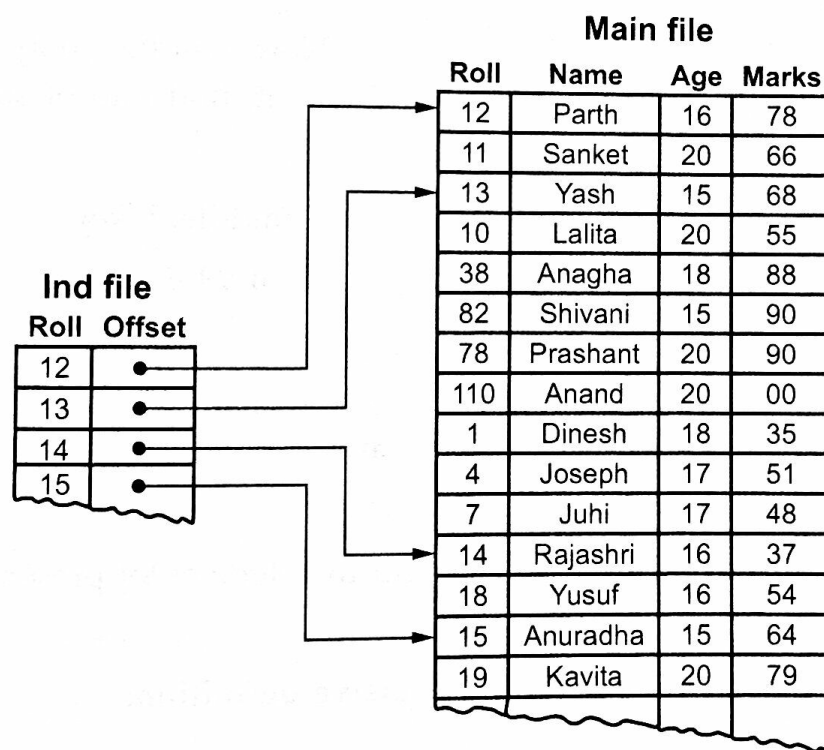 Main file
Roll Name Age Marks
12 Parth 16 78
11 Sanket 20 66
13 Yash 15 68
10 Lalita 20 55
38 Anagha 18 88
82 Shivani 15 90
78 Prashant 20 90
110 Anand 20 00
1 Dinesh 18 35
4 Joseph 17 51
7 Juhi 17 48
14 Rajashri 16 37
18 Yusuf 16 54
15 Anuradha 15 64
19 Kavita 20 79
Ind file
Roll Offset
12
13
14
15